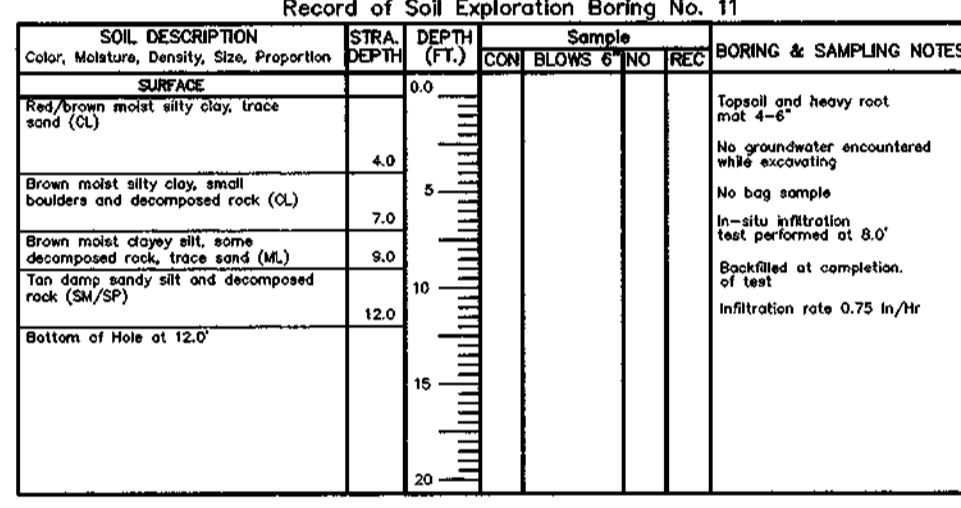 Record of Soil Exploration Boring No. 11
SOIL DESCRIPTION
Color, Moisture, Density, Size, Proportion
STRA.
DEPTH
DEPTH
(FT.)
Sample
CON BLOWS 6" NO REC
BORING & SAMPLING NOTES
SURFACE
0.0
Red/brown moist silty clay, trace
sand (CL)
4.0
Brown moist silty clay, small
boulders and decomposed rock (CL)
7.0
Brown moist clayey silt, some
decomposed rock, trace sand (ML)
9.0
Tan damp sandy silt and decomposed
rock (SM/SP)
12.0
Bottom of Hole at 12.0'
5
10
15
20
Topsoil and heavy root
mat 4-6"
No groundwater encountered
while excavating
No bag sample
In-situ infiltration
test performed at 8.0'
Backfilled at completion.
of test
Infiltration rate 0.75 In/Hr